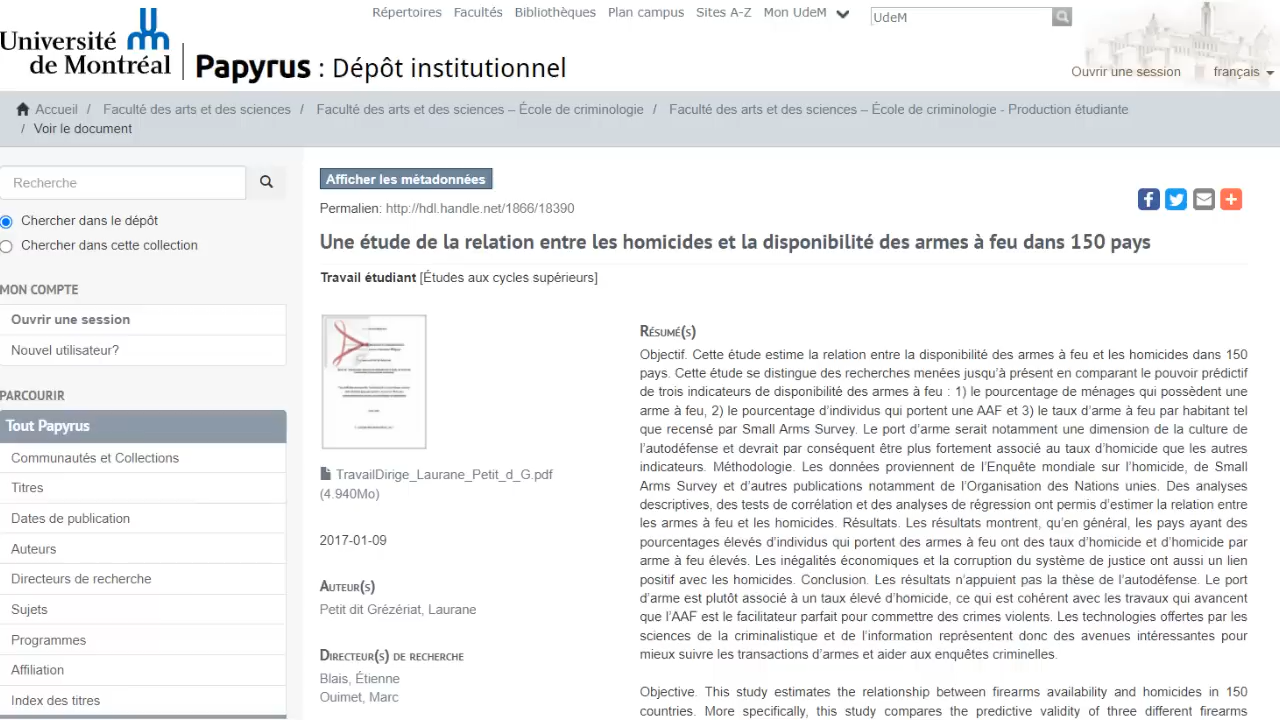 Répertoires Facultés Bibliothèques Plan campus Sites A-Z Mon UdeM
UdeM
Université
de Montréal
Papyrus : Dépôt institutionnel
Ouvrir une session français
Accueil / Faculté des arts et des sciences / Faculté des arts et des sciences – École de criminologie / Faculté des arts et des sciences – École de criminologie - Production étudiante
/ Voir le document
Recherche
Chercher dans le dépôt
Chercher dans cette collection
MON COMPTE
Ouvrir une session
Nouvel utilisateur?
PARCOURIR
Tout Papyrus
Communautés et Collections
Titres
Dates de publication
Auteurs
Directeurs de recherche
Sujets
Programmes
Affiliation
Index des titres
Afficher les métadonnées
Permalien: http://hdl.handle.net/1866/18390
Une étude de la relation entre les homicides et la disponibilité des armes à feu dans 150 pays
Travail étudiant [Études aux cycles supérieurs]
TravailDirige_Laurane_Petit_d_G.pdf
(4.940Mo)
2017-01-09
Auteur(s)
Petit dit Grézériat, Laurane
Directeur(s) de recherche
Blais, Étienne
Ouimet, Marc
Résumé(s)
Objectif. Cette étude estime la relation entre la disponibilité des armes à feu et les homicides dans 150
pays. Cette étude se distingue des recherches menées jusqu’à présent en comparant le pouvoir prédictif
de trois indicateurs de disponibilité des armes à feu : 1) le pourcentage de ménages qui possèdent une
arme à feu, 2) le pourcentage d’individus qui portent une AAF et 3) le taux d’arme à feu par habitant tel
que recensé par Small Arms Survey. Le port d’arme serait notamment une dimension de la culture de
l’autodéfense et devrait par conséquent être plus fortement associé au taux d’homicide que les autres
indicateurs. Méthodologie. Les données proviennent de l’Enquête mondiale sur l’homicide, de Small
Arms Survey et d’autres publications notamment de l’Organisation des Nations unies. Des analyses
descriptives, des tests de corrélation et des analyses de régression ont permis d’estimer la relation entre
les armes à feu et les homicides. Résultats. Les résultats montrent, qu’en général, les pays ayant des
pourcentages élevés d’individus qui portent des armes à feu ont des taux d’homicide et d’homicide par
arme à feu élevés. Les inégalités économiques et la corruption du système de justice ont aussi un lien
positif avec les homicides. Conclusion. Les résultats n’appuient pas la thèse de l’autodéfense. Le port
d’arme est plutôt associé à un taux élevé d’homicide, ce qui est cohérent avec les travaux qui avancent
que l’AAF est le facilitateur parfait pour commettre des crimes violents. Les technologies offertes par les
sciences de la criminalistique et de l’information représentent donc des avenues intéressantes pour
mieux suivre les transactions d’armes et aider aux enquêtes criminelles.
Objective. This study estimates the relationship between firearms availability and homicides in 150
countries. More specifically, this study compares the predictive validity of three different firearms